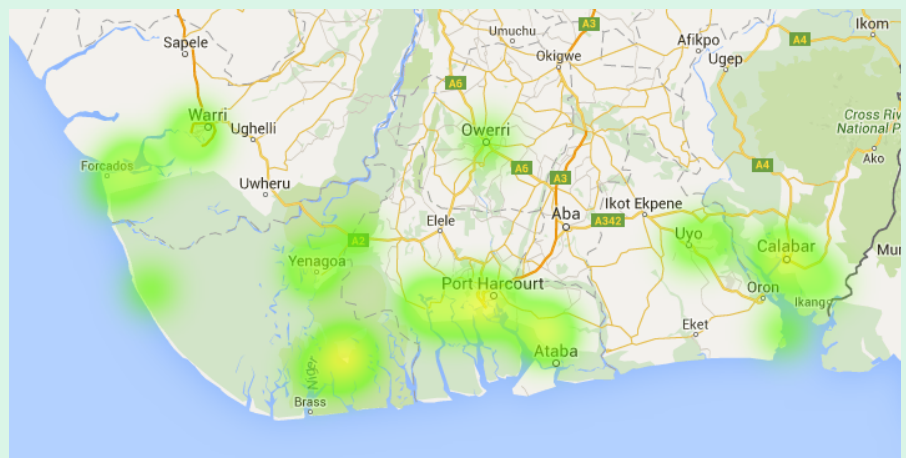 Sapele
Umuchu
A3
Okigwe
Afikpo
Ugep
A4
Ikom
A6
Warri
Ughelli
Owerri
Cross Riv
National P
Ako
Forcados
Uwheru
A6
A3
A4
Elele
Aba
A342
Ikot Ekpene
Uyo
Calabar
Mun
A2
Yenagoa
Port Harcourt
Oron
Ikang
Eket
Ataba
Niger
Brass